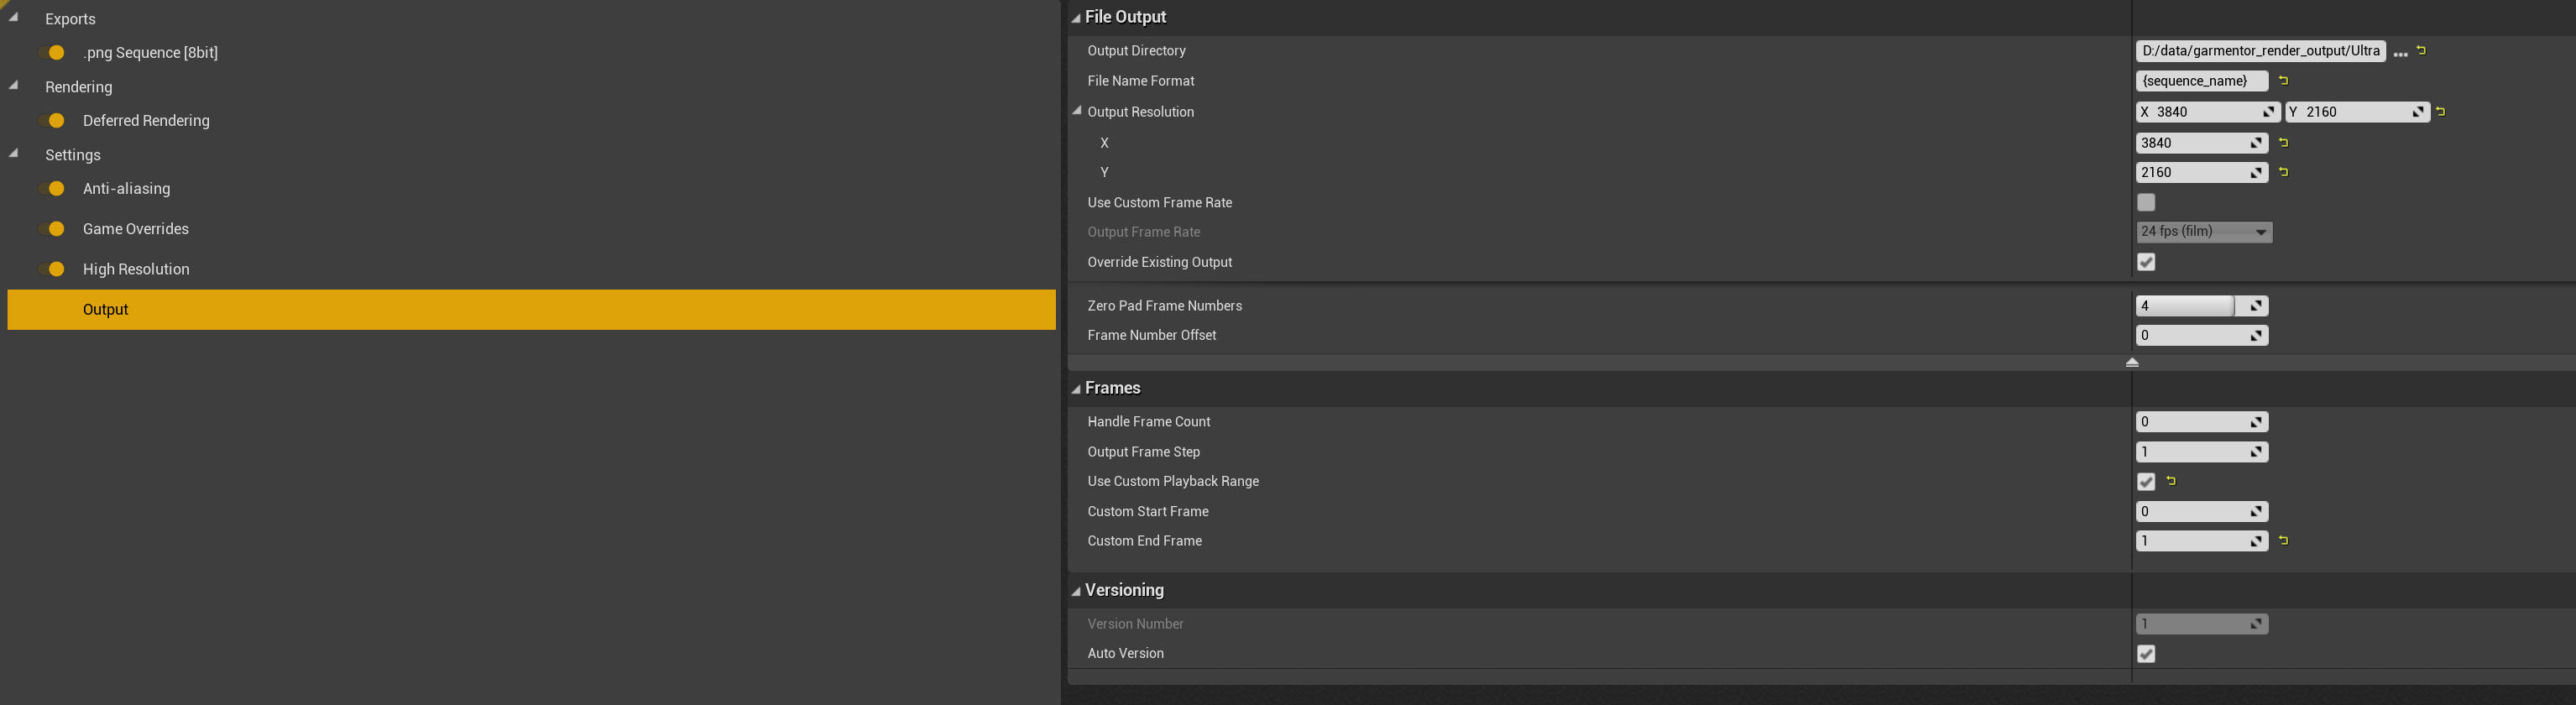 Exports
.png Sequence [8bit]
Rendering
Deferred Rendering
Settings
Anti-aliasing
Game Overrides
High Resolution
Output
File Output
Output Directory D:/data/garmentor_render_output/Ultra ...
File Name Format {sequence_name}
Output Resolution X 3840 Y 2160
X 3840
Y 2160
Use Custom Frame Rate
Output Frame Rate 24 fps (film)
Override Existing Output
Zero Pad Frame Numbers 4
Frame Number Offset 0
Frames
Handle Frame Count 0
Output Frame Step 1
Use Custom Playback Range
Custom Start Frame 0
Custom End Frame 1
Versioning
Version Number 1
Auto Version